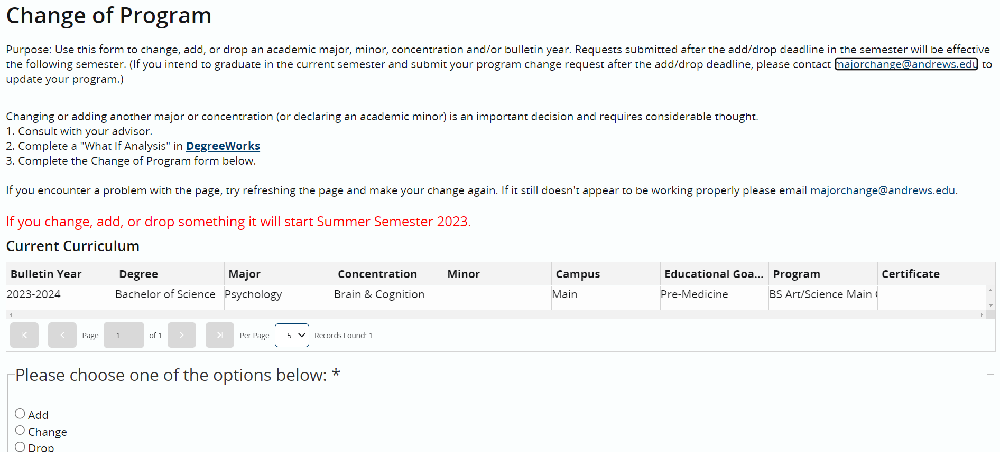 Change of Program
Purpose: Use this form to change, add, or drop an academic major, minor, concentration and/or bulletin year. Requests submitted after the add/drop deadline in the semester will be effective
the following semester. (If you intend to graduate in the current semester and submit your program change request after the add/drop deadline, please contact majorchange@andrews.edu to
update your program.)
Changing or adding another major or concentration (or declaring an academic minor) is an important decision and requires considerable thought.
1. Consult with your advisor.
2. Complete a "What If Analysis" in DegreeWorks
3. Complete the Change of Program form below.
If you encounter a problem with the page, try refreshing the page and make your change again. If it still doesn't appear to be working properly please email majorchange@andrews.edu.
If you change, add, or drop something it will start Summer Semester 2023.
Current Curriculum
Bulletin Year Degree Major Concentration Minor Campus Educational Goa... Program Certificate
2023-2024 Bachelor of Science Psychology Brain & Cognition Main Pre-Medicine BS Art/Science Main
Page 1 of 1 Per Page 5 Records Found: 1
Please choose one of the options below: *
Add
Change
Drop